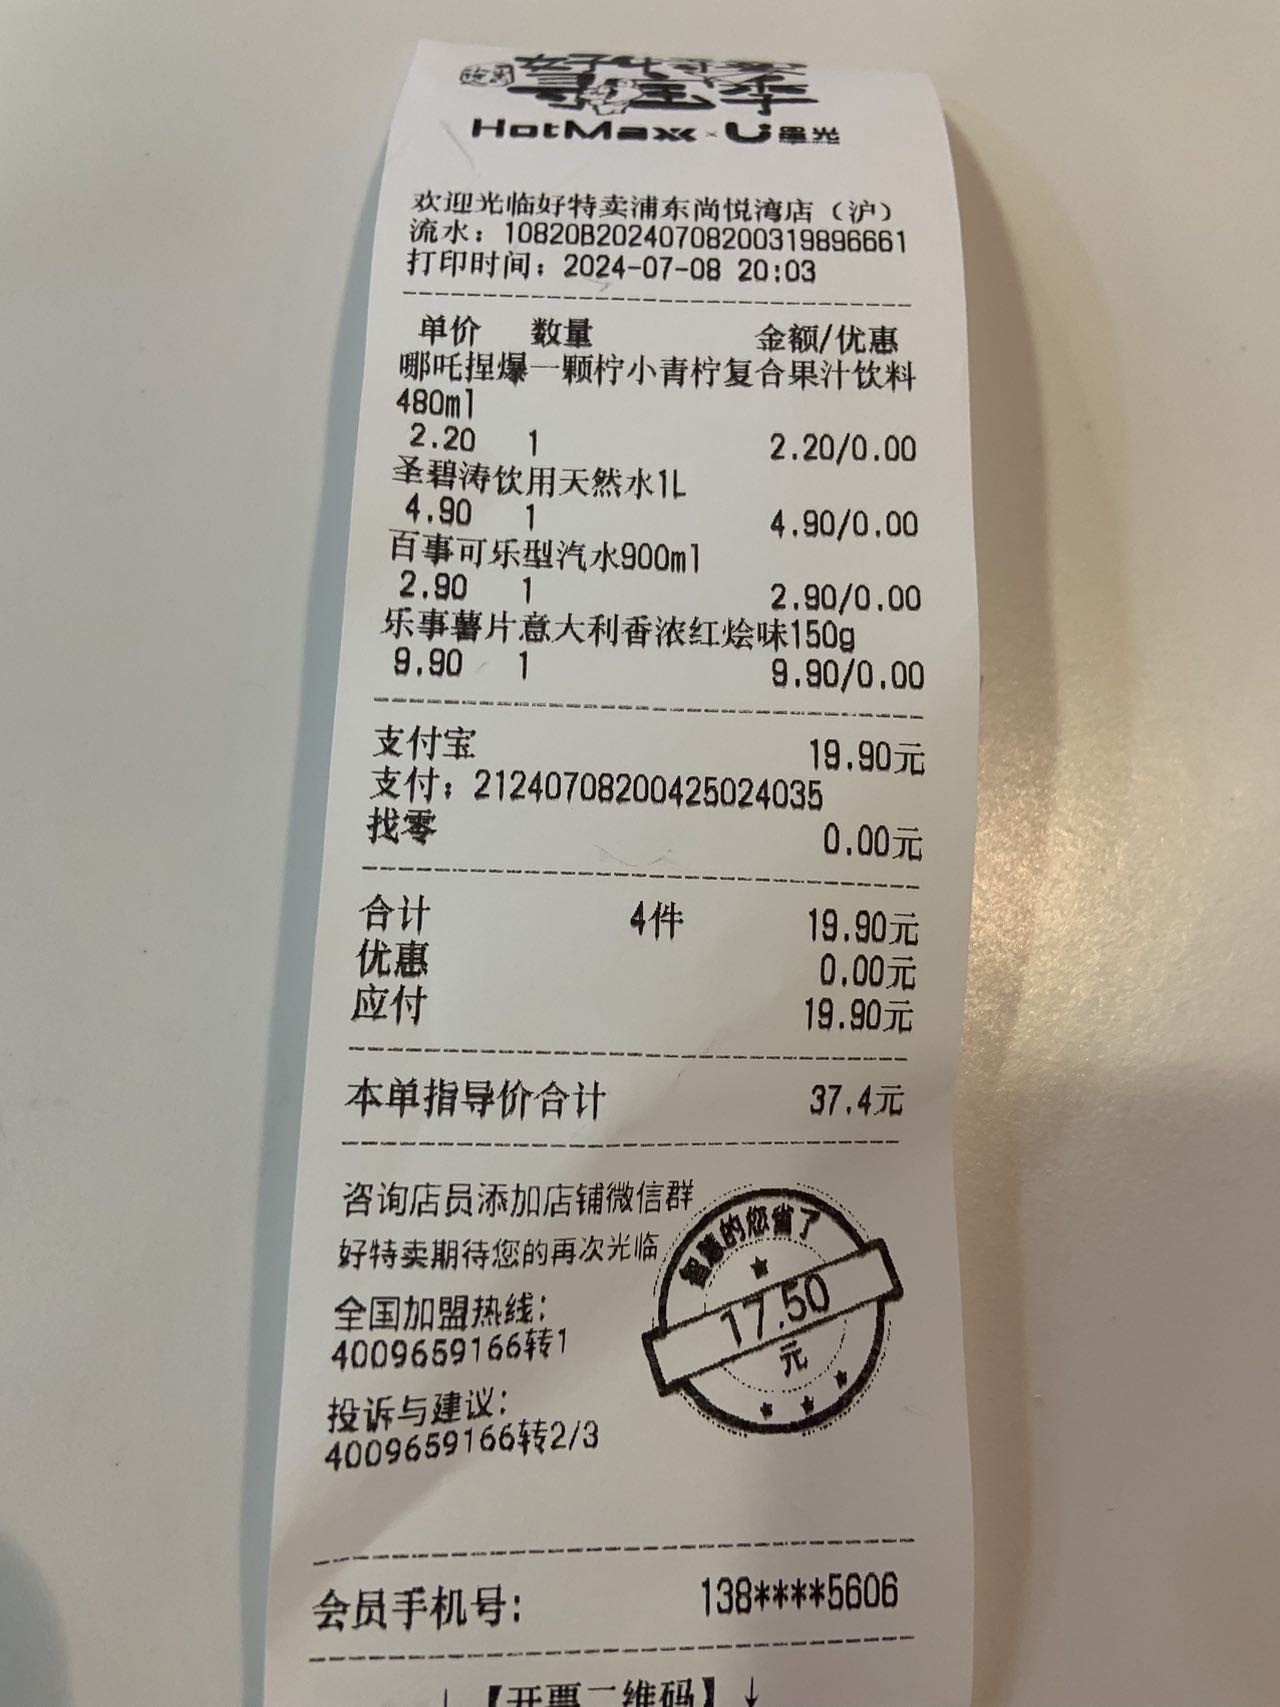 好特卖
寻宝季
HotMaxx × U 星光
欢迎光临好特卖浦东尚悦湾店（沪）
流水：10820B20240708200319896661
打印时间：2024-07-08 20:03
单价 数量 金额/优惠
哪吒捏爆一颗柠小青柠复合果汁饮料
480ml
2.20 1 2.20/0.00
圣碧涛饮用天然水1L
4.90 1 4.90/0.00
百事可乐型汽水900ml
2.90 1 2.90/0.00
乐事薯片意大利香浓红烩味150g
9.90 1 9.90/0.00
支付宝 19.90元
支付：21240708200425024035
找零 0.00元
合计 4件 19.90元
优惠 0.00元
应付 19.90元
本单指导价合计 37.4元
咨询店员添加店铺微信群
好特卖期待您的再次光临
全国加盟热线：
4009659166转1
投诉与建议：
4009659166转2/3
智慧的您省了
17.50
元
会员手机号： 138****5606
↓【开票二维码】↓